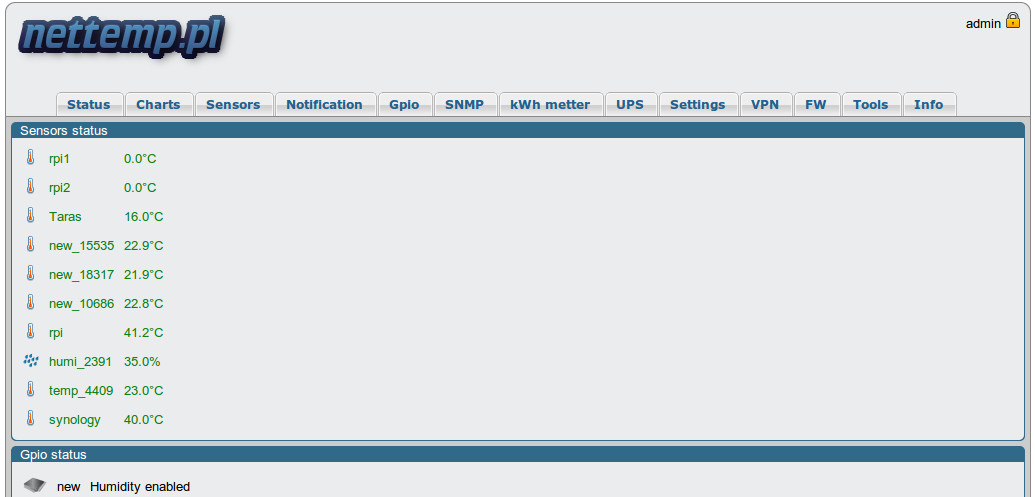 nettemp.pl
admin
Status Charts Sensors Notification Gpio SNMP kWh metter UPS Settings VPN FW Tools Info
Sensors status
rpi1 0.0°C
rpi2 0.0°C
Taras 16.0°C
new_15535 22.9°C
new_18317 21.9°C
new_10686 22.8°C
rpi 41.2°C
humi_2391 35.0%
temp_4409 23.0°C
synology 40.0°C
Gpio status
new Humidity enabled